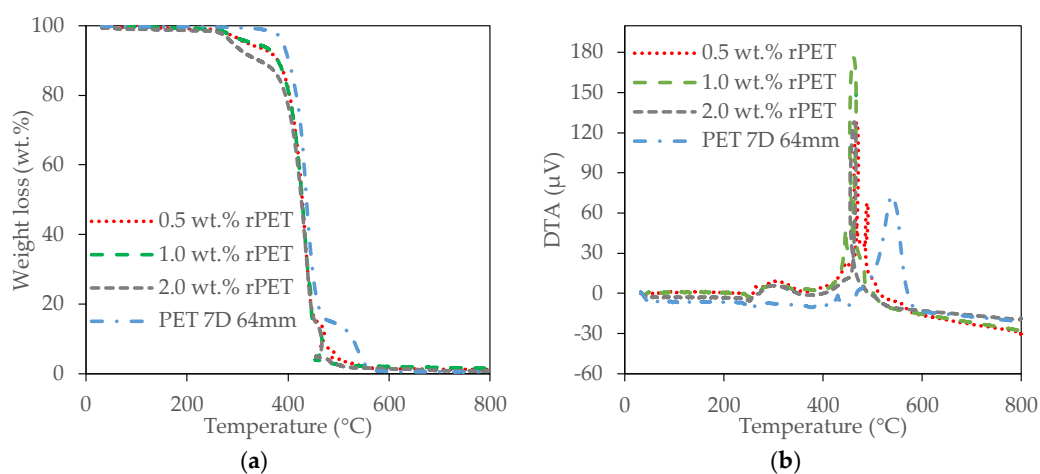 100
80
60
40
20
0
Weight loss (wt.%)
0.5 wt.% rPET
1.0 wt.% rPET
2.0 wt.% rPET
PET 7D 64mm
0 200 400 600 800
Temperature (°C)
(a)
180
150
120
90
60
30
0
-30
-60
DTA (µV)
0.5 wt.% rPET
1.0 wt.% rPET
2.0 wt.% rPET
PET 7D 64mm
0 200 400 600 800
Temperature (°C)
(b)